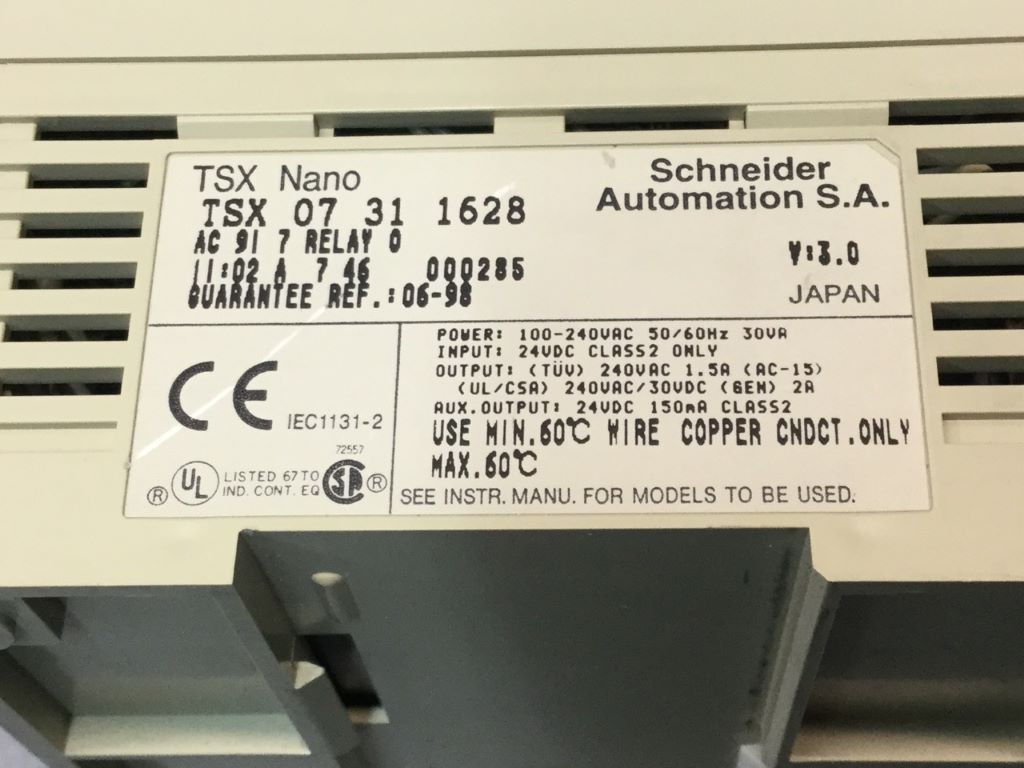 TSX Nano
Schneider
Automation S.A.
TSX 07 31 1628
AC 9I 7 RELAY O
11:02 A 7 46 000285
GUARANTEE REF.:06-98
V:3.0
JAPAN
CE IEC1131-2
POWER: 100-240VAC 50/60Hz 30VA
INPUT: 24VDC CLASS2 ONLY
OUTPUT: (TÜV) 240VAC 1.5A (AC-15)
(UL/CSA) 240VAC/30VDC (GEN) 2A
AUX.OUTPUT: 24VDC 150mA CLASS2
USE MIN.60℃ WIRE COPPER CNDCT.ONLY
MAX.60℃
SEE INSTR. MANU. FOR MODELS TO BE USED.
72557
® UL LISTED 67TO SP ®
IND. CONT. EQ